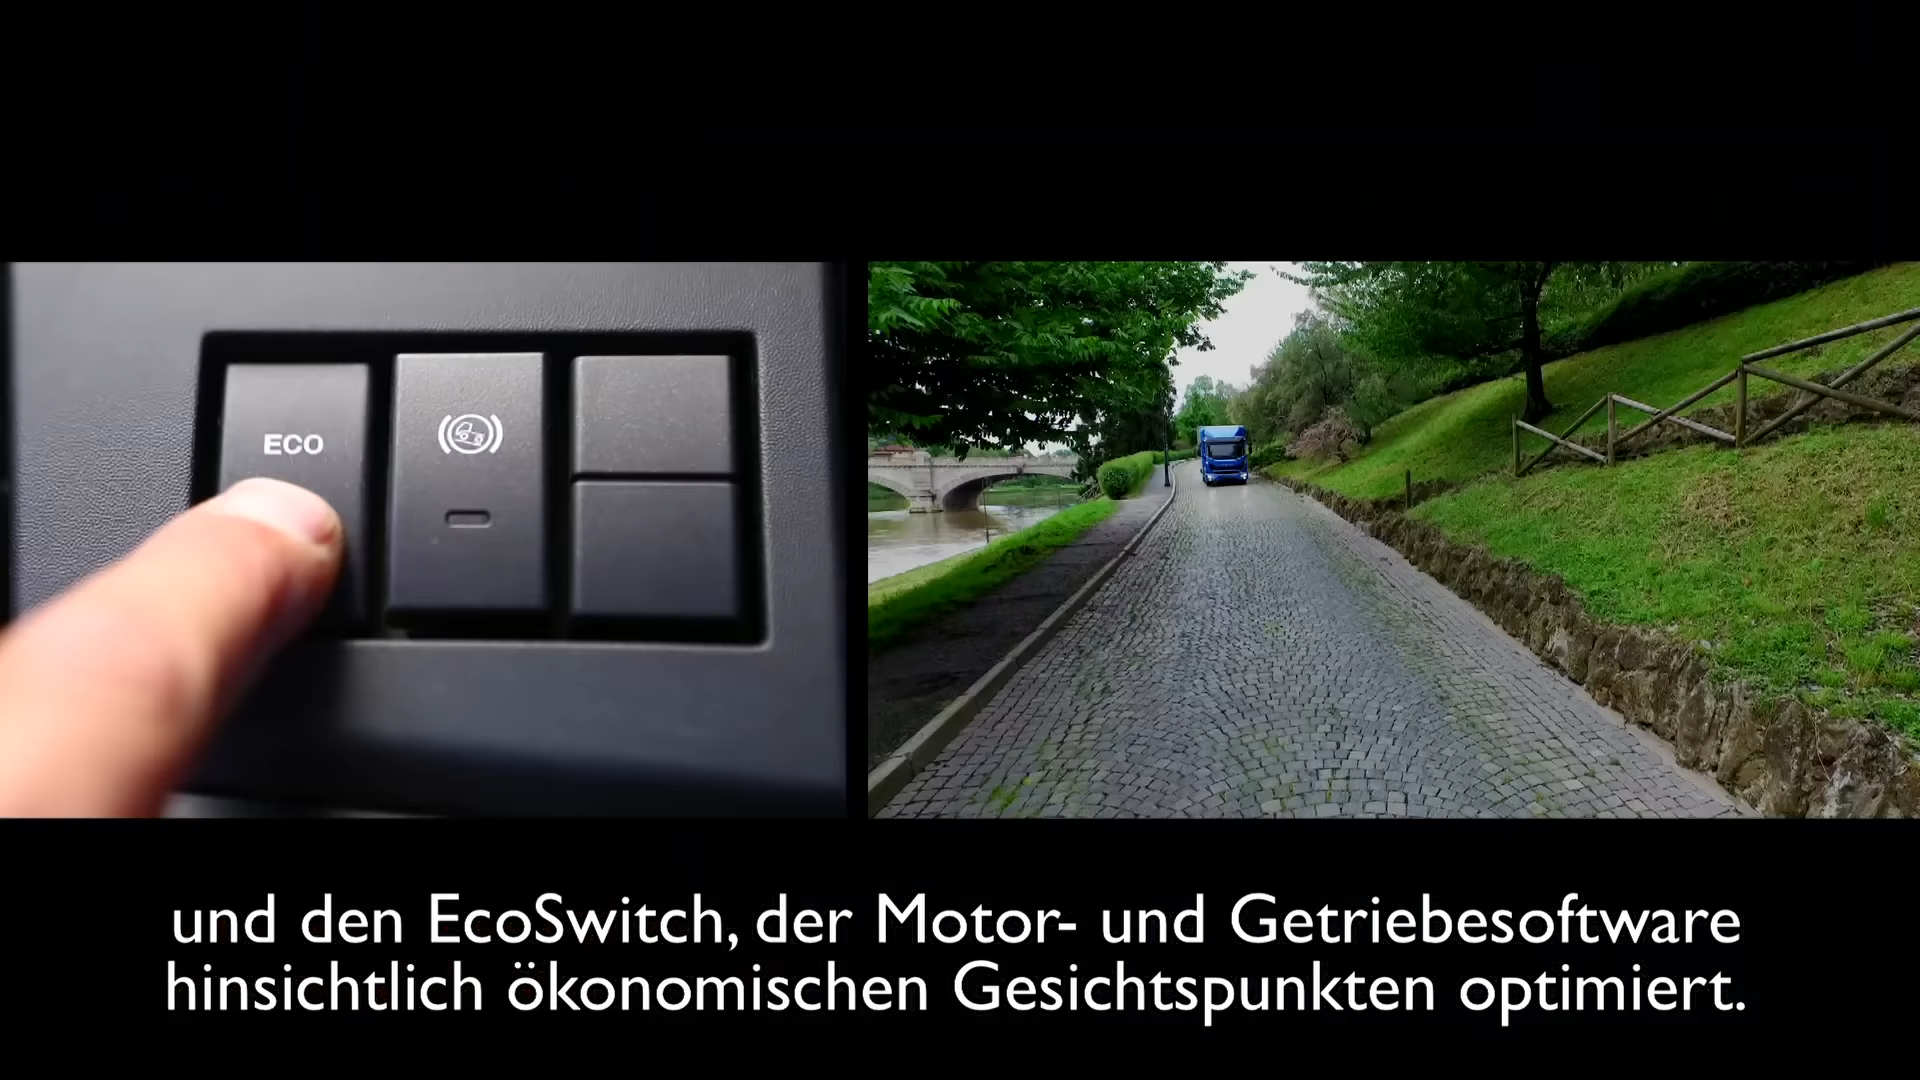 ECO
und den EcoSwitch, der Motor- und Getriebesoftware
hinsichtlich ökonomischen Gesichtspunkten optimiert.